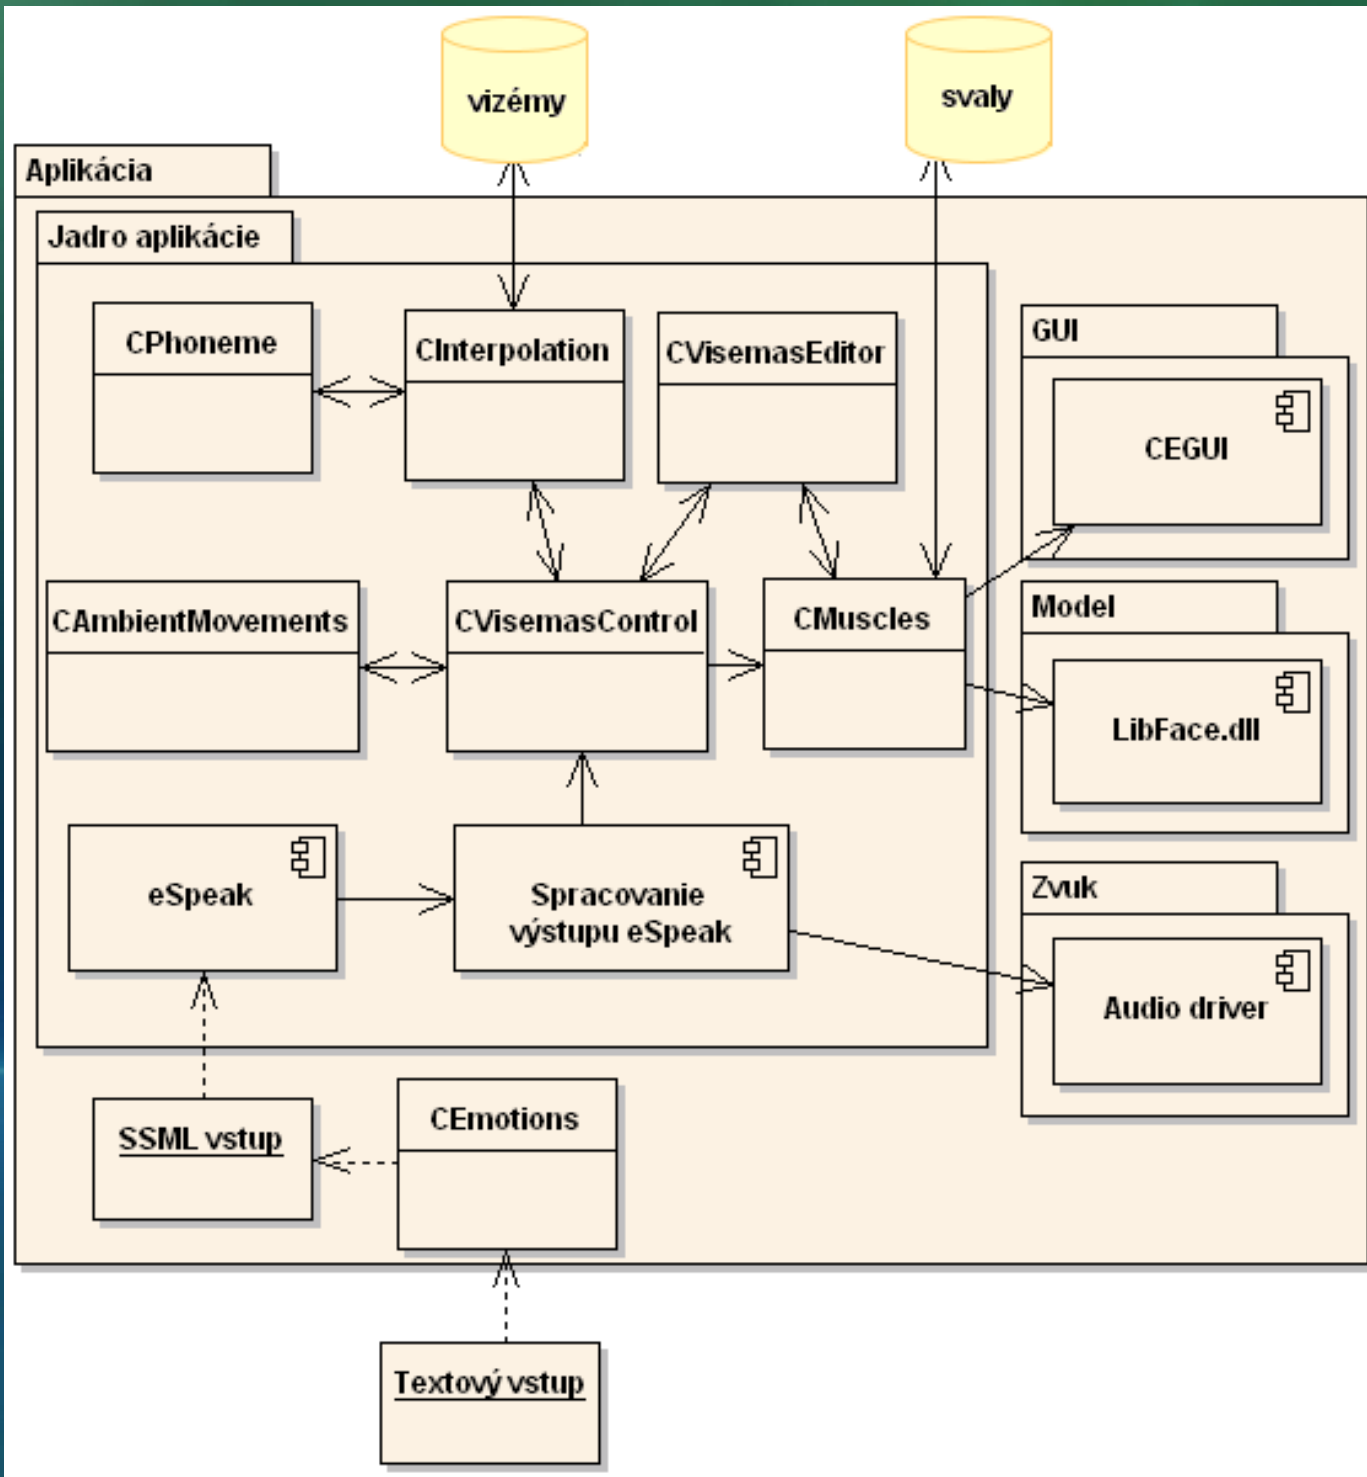 vizémy
svaly
Aplikácia
Jadro aplikácie
CPhoneme
CInterpolation
CVisemasEditor
GUI
CEGUI
CAmbientMovements
CVisemasControl
CMuscles
Model
LibFace.dll
eSpeak
Spracovanie
výstupu eSpeak
Zvuk
Audio driver
SSML vstup
CEmotions
Textový vstup